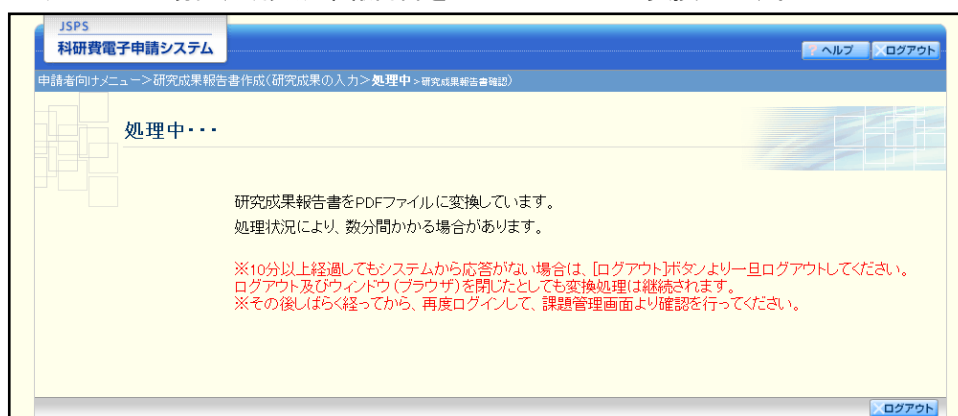 JSPS
科研費電子申請システム
? ヘルプ
×ログアウト
申請者向けメニュー>研究成果報告書作成(研究成果の入力>処理中>研究成果報告書確認)
処理中・・・
研究成果報告書をPDFファイルに変換しています。
処理状況により、数分間かかる場合があります。
※10分以上経過してもシステムから応答がない場合は、[ログアウト]ボタンより一旦ログアウトしてください。
ログアウト及びウィンドウ(ブラウザ)を閉じたとしても変換処理は継続されます。
※その後しばらく経ってから、再度ログインして、課題管理画面より確認を行ってください。
×ログアウト